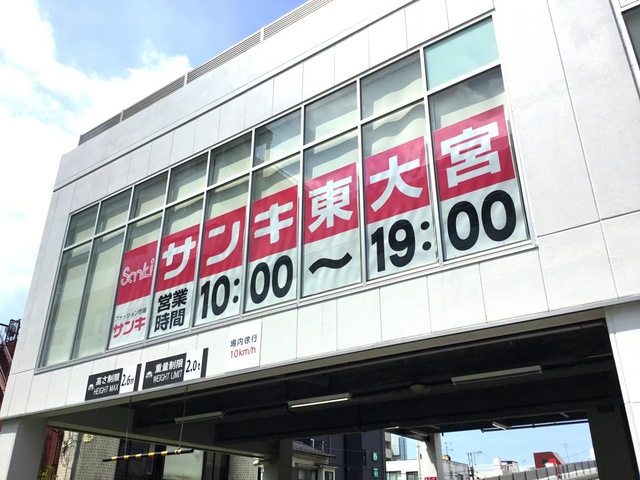 Sanki サンキ東大宮
ファッション市場
サンキ
営業
時間
10:00～19:00
高さ制限
HEIGHT MAX
2.6m
重量制限
WEIGHT LIMIT
2.0t
場内徐行
10km/h